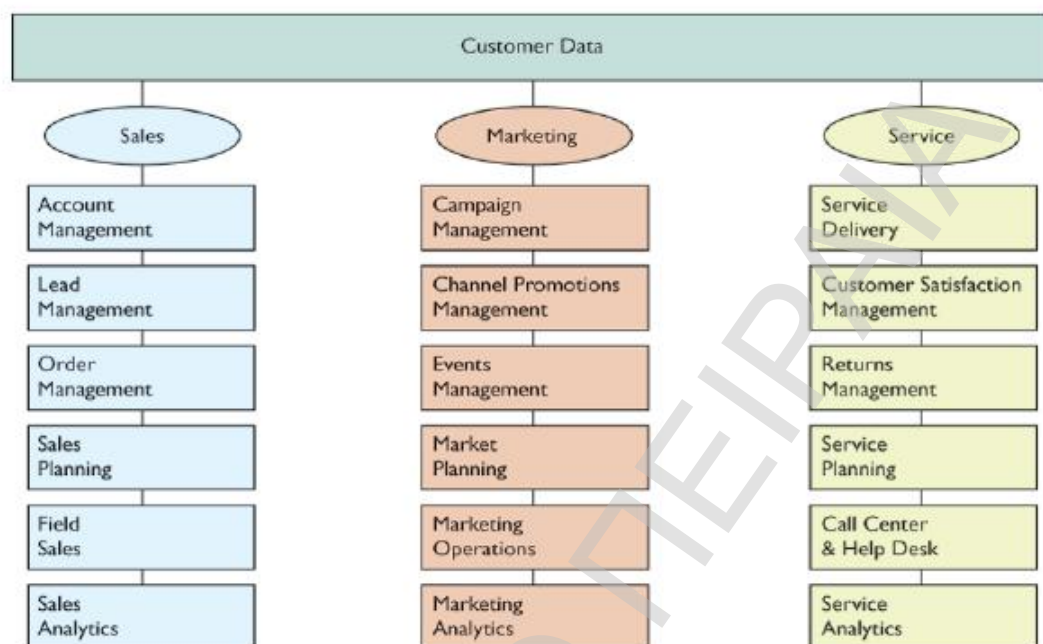 Customer Data
Sales
Marketing
Service
Account
Management
Lead
Management
Order
Management
Sales
Planning
Field
Sales
Sales
Analytics
Campaign
Management
Channel Promotions
Management
Events
Management
Market
Planning
Marketing
Operations
Marketing
Analytics
Service
Delivery
Customer Satisfaction
Management
Returns
Management
Service
Planning
Call Center
& Help Desk
Service
Analytics
ΠΕΙΡΑΙΑ